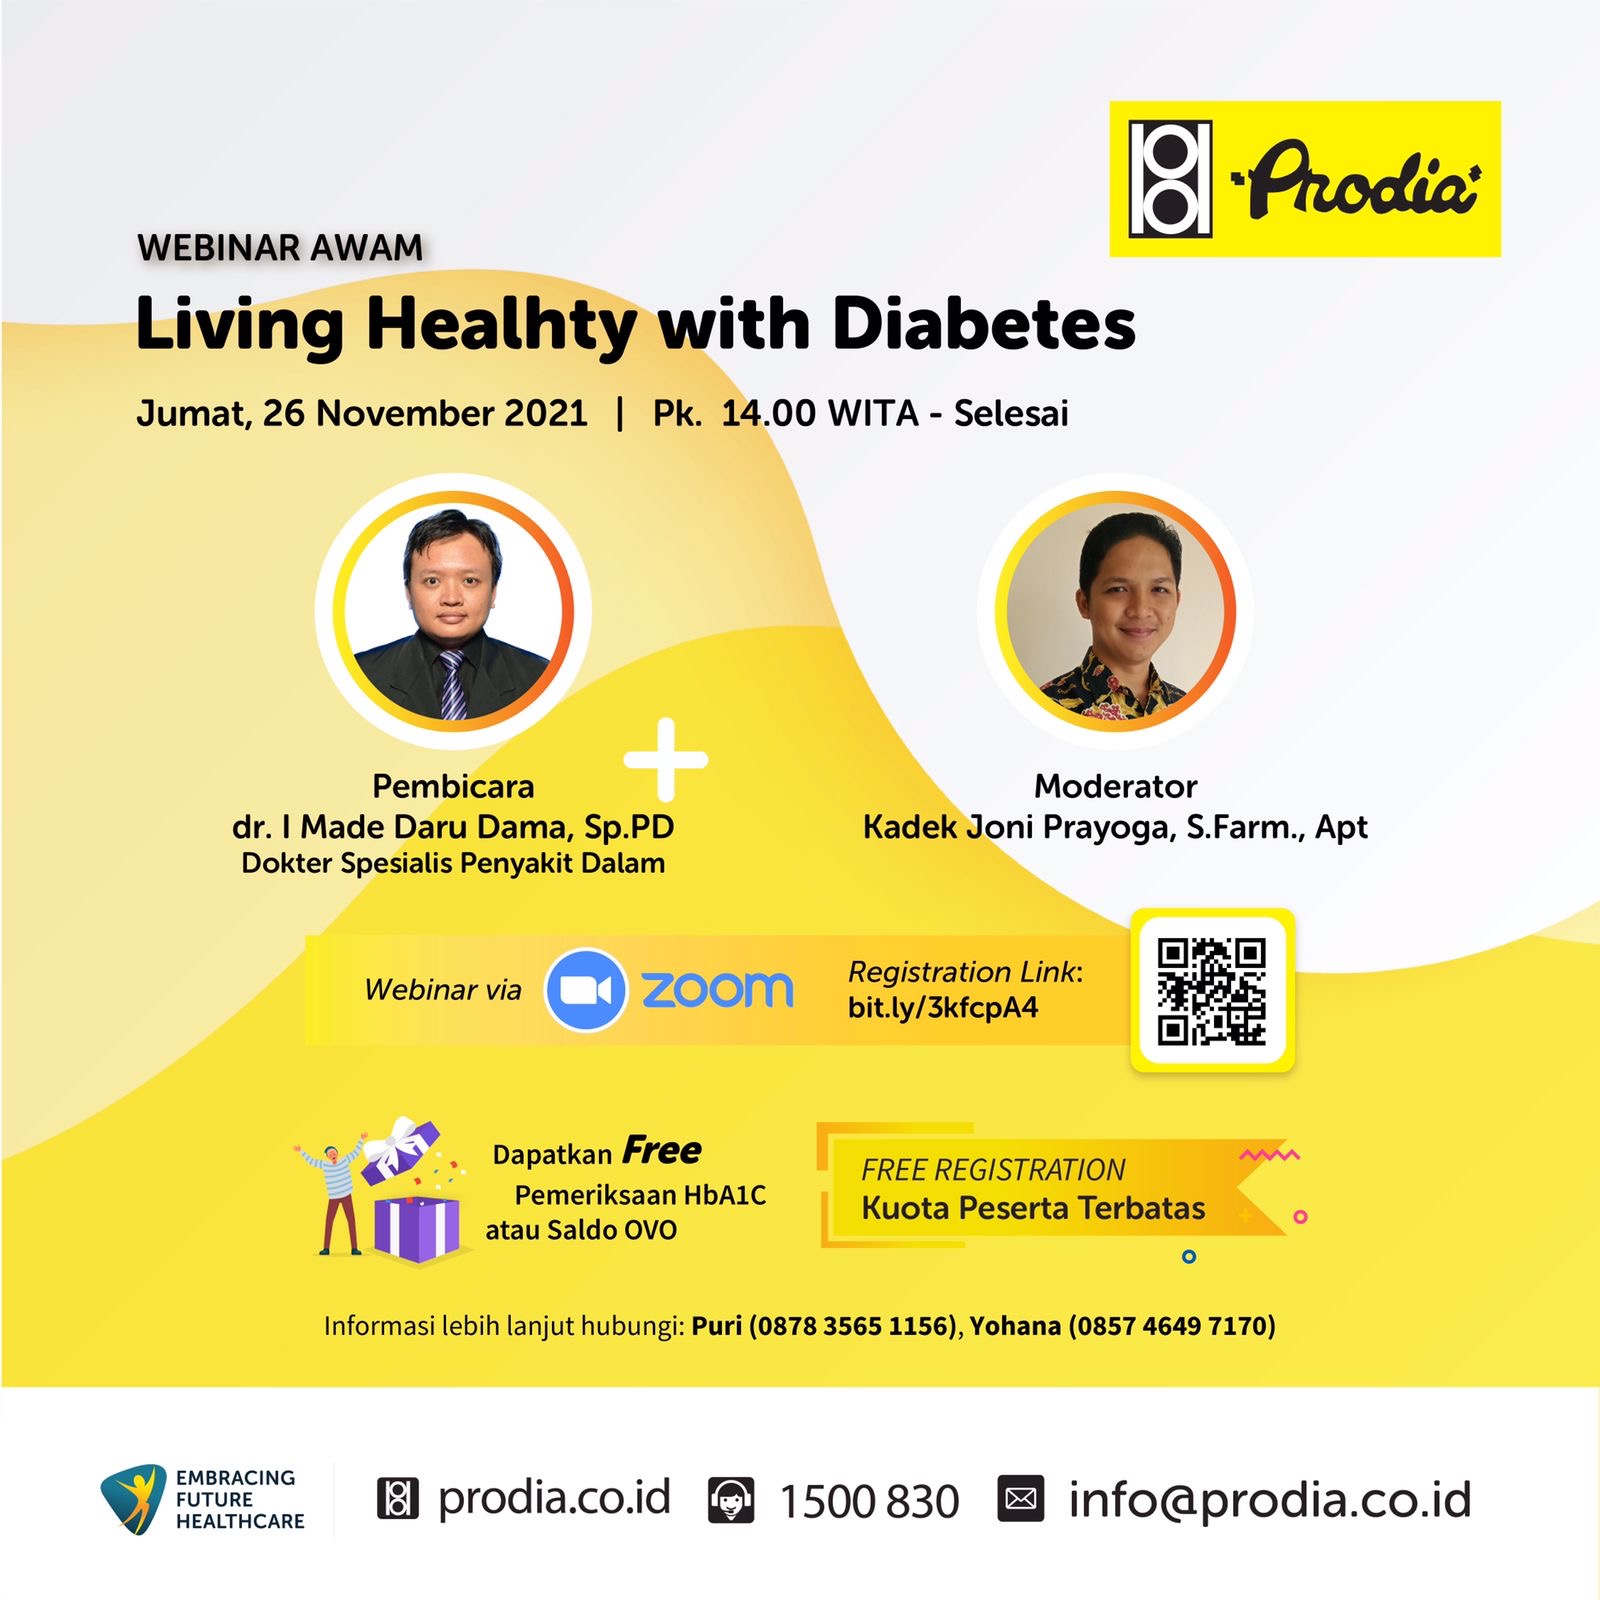 Prodia
WEBINAR AWAM
Living Healhty with Diabetes
Jumat, 26 November 2021 | Pk. 14.00 WITA - Selesai
Pembicara
dr. I Made Daru Dama, Sp.PD
Dokter Spesialis Penyakit Dalam
Moderator
Kadek Joni Prayoga, S.Farm., Apt
Webinar via zoom
Registration Link:
bit.ly/3kfcpA4
Dapatkan Free
Pemeriksaan HbA1C
atau Saldo OVO
FREE REGISTRATION
Kuota Peserta Terbatas
Informasi lebih lanjut hubungi: Puri (0878 3565 1156), Yohana (0857 4649 7170)
EMBRACING
FUTURE
HEALTHCARE
prodia.co.id
1500 830
info@prodia.co.id